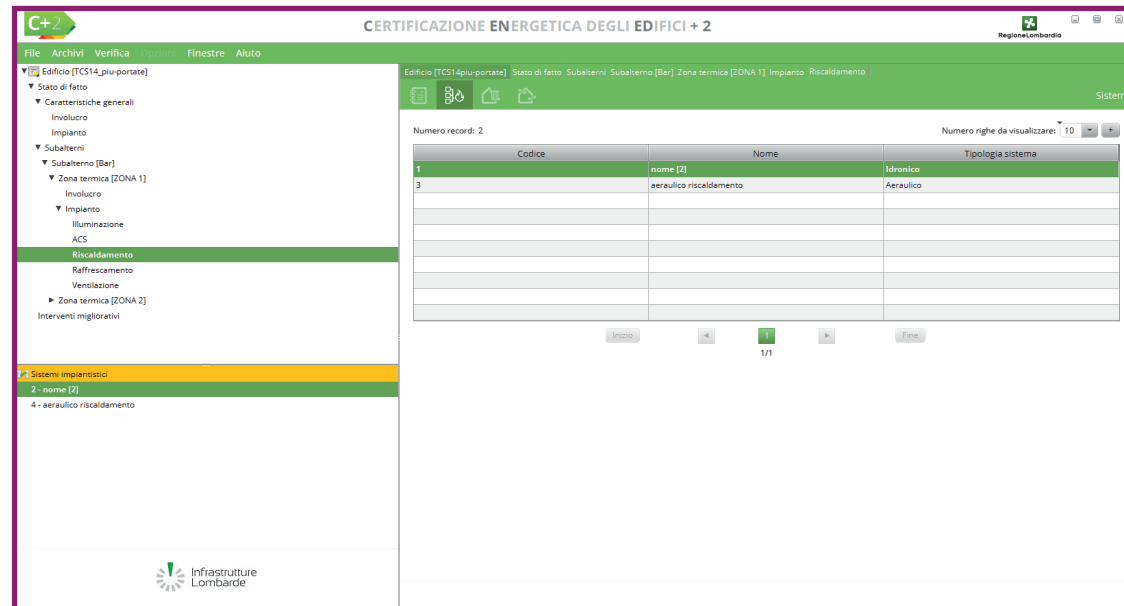 C+2
CERTIFICAZIONE ENERGETICA DEGLI EDIFICI + 2
RegioneLombardia
File Archivi Verifica Opzioni Finestre Aiuto
Edificio [TCS14_piu-portate]
Stato di fatto
Caratteristiche generali
Involucro
Impianto
Subalterni
Subalterno [Bar]
Zona termica [ZONA 1]
Involucro
Impianto
Illuminazione
ACS
Riscaldamento
Raffrescamento
Ventilazione
Zona termica [ZONA 2]
Interventi migliorativi
Sistemi impiantistici
2 - nome [2]
4 - aeraulico riscaldamento
Infrastrutture
Lombarde
Edificio [TCS14piu-portate] Stato di fatto Subalterni Subalterno [Bar] Zona termica [ZONA 1] Impianto Riscaldamento
Sistem
Numero record: 2 Numero righe da visualizzare: 10 +
Codice Nome Tipologia sistema
1 nome [2] Idronico
3 aeraulico riscaldamento Aeraulico
Inizio 1 Fine
1/1